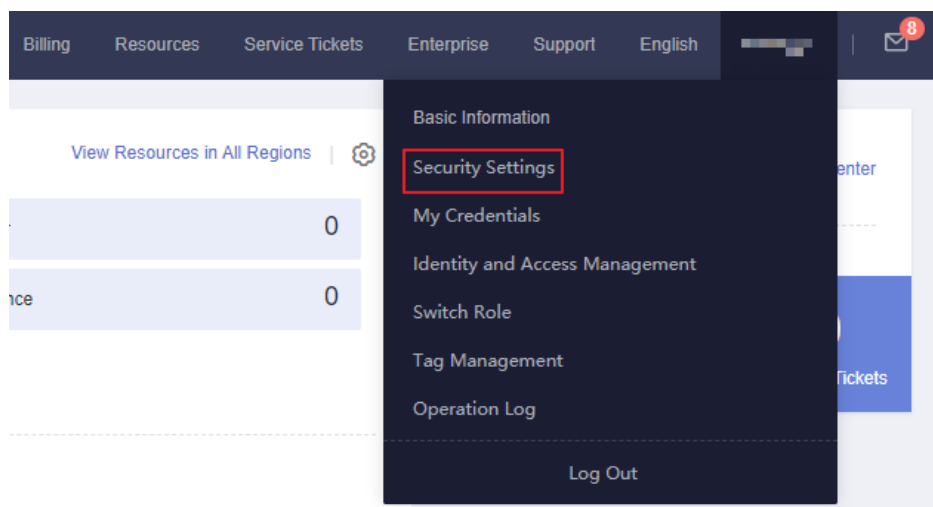 Billing Resources Service Tickets Enterprise Support English 8
Basic Information
View Resources in All Regions
Security Settings
enter
My Credentials
0
Identity and Access Management
nce 0
Switch Role
Tag Management
Tickets
Operation Log
Log Out